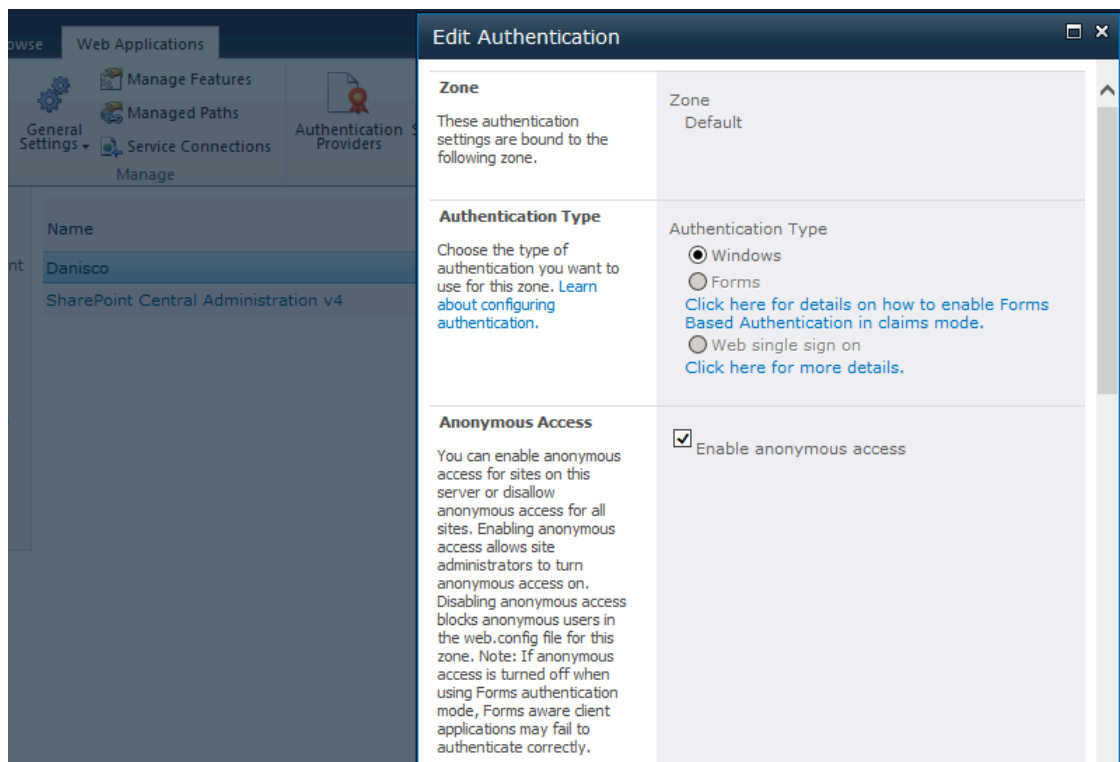 owse
Web Applications
General
Settings
Manage Features
Managed Paths
Service Connections
Manage
Authentication
Providers
Name
nt
Danisco
SharePoint Central Administration v4
Edit Authentication
Zone
These authentication
settings are bound to the
following zone.
Zone
Default
Authentication Type
Choose the type of
authentication you want to
use for this zone. Learn
about configuring
authentication.
Authentication Type
Windows
Forms
Click here for details on how to enable Forms
Based Authentication in claims mode.
Web single sign on
Click here for more details.
Anonymous Access
You can enable anonymous
access for sites on this
server or disallow
anonymous access for all
sites. Enabling anonymous
access allows site
administrators to turn
anonymous access on.
Disabling anonymous access
blocks anonymous users in
the web.config file for this
zone. Note: If anonymous
access is turned off when
using Forms authentication
mode, Forms aware client
applications may fail to
authenticate correctly.
Enable anonymous access